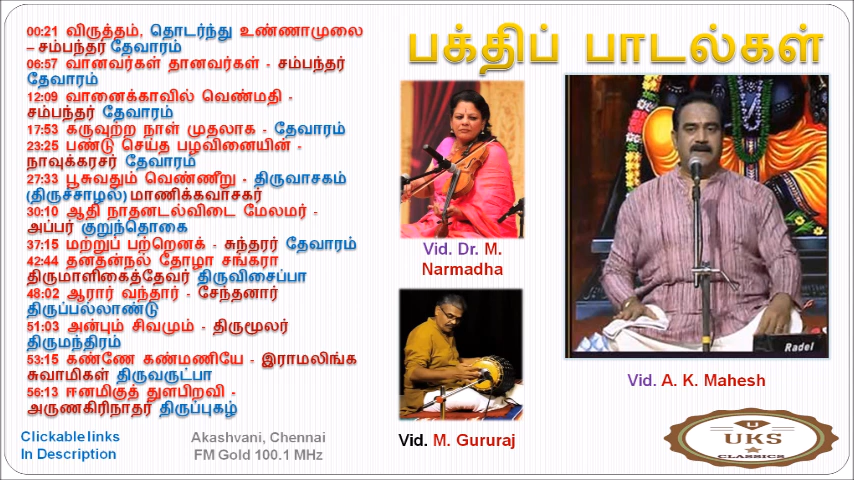 பக்திப் பாடல்கள்
00:21 விருத்தம், தொடர்ந்து உண்ணாமுலை
– சம்பந்தர் தேவாரம்
06:57 வானவர்கள் தானவர்கள் - சம்பந்தர்
தேவாரம்
12:09 வானைக்காவில் வெண்மதி -
சம்பந்தர் தேவாரம்
17:53 கருவுற்ற நாள் முதலாக - தேவாரம்
23:25 பண்டு செய்த பழவினையின் -
நாவுக்கரசர் தேவாரம்
27:33 பூசுவதும் வெண்ணீறு - திருவாசகம்
(திருச்சாழல்) மாணிக்கவாசகர்
30:10 ஆதி நாதனடல்விடை மேலமர் -
அப்பர் குறுந்தொகை
37:15 மற்றுப் பற்றெனக் - சுந்தரர் தேவாரம்
42:44 தனதன்நல் தோழா சங்கரா
திருமாளிகைத்தேவர் திருவிசைப்பா
48:02 ஆரார் வந்தார் - சேந்தனார்
திருப்பல்லாண்டு
51:03 அன்பும் சிவமும் - திருமூலர்
திருமந்திரம்
53:15 கண்ணே கண்மணியே - இராமலிங்க
சுவாமிகள் திருவருட்பா
56:13 ஈனமிகுத் துளபிறவி -
அருணகிரிநாதர் திருப்புகழ்
Clickable links
In Description
Akashvani, Chennai
FM Gold 100.1 MHz
Vid. Dr. M.
Narmadha
Vid. M. Gururaj
Radel
Vid. A. K. Mahesh
U
UKS
CLASSICS